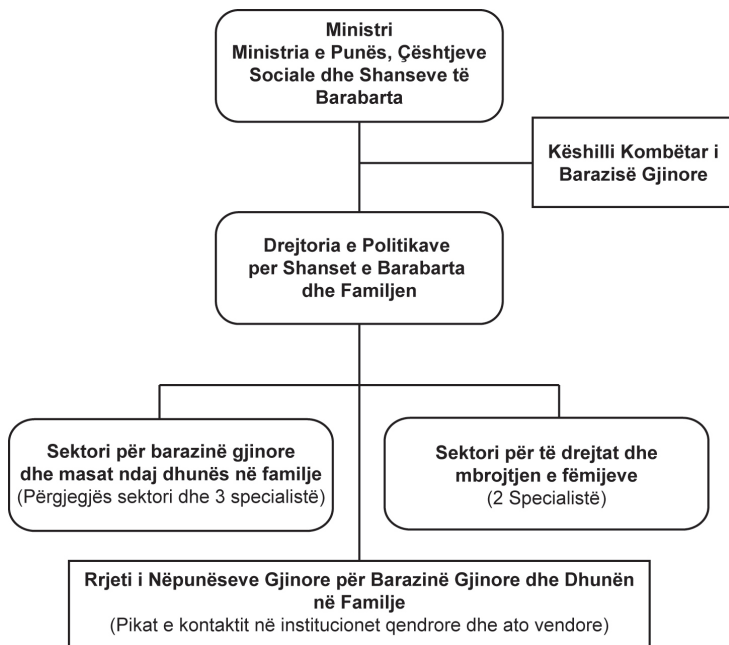 Ministri
Ministria e Punës, Çështjeve
Sociale dhe Shanseve të
Barabarta
Këshilli Kombëtar i
Barazisë Gjinore
Drejtoria e Politikave
per Shanset e Barabarta
dhe Familjen
Sektori për barazinë gjinore
dhe masat ndaj dhunës në familje
(Përgjegjës sektori dhe 3 specialistë)
Sektori për të drejtat dhe
mbrojtjen e fëmijeve
(2 Specialistë)
Rrjeti i Nëpunëseve Gjinore për Barazinë Gjinore dhe Dhunën
në Familje
(Pikat e kontaktit në institucionet qendrore dhe ato vendore)